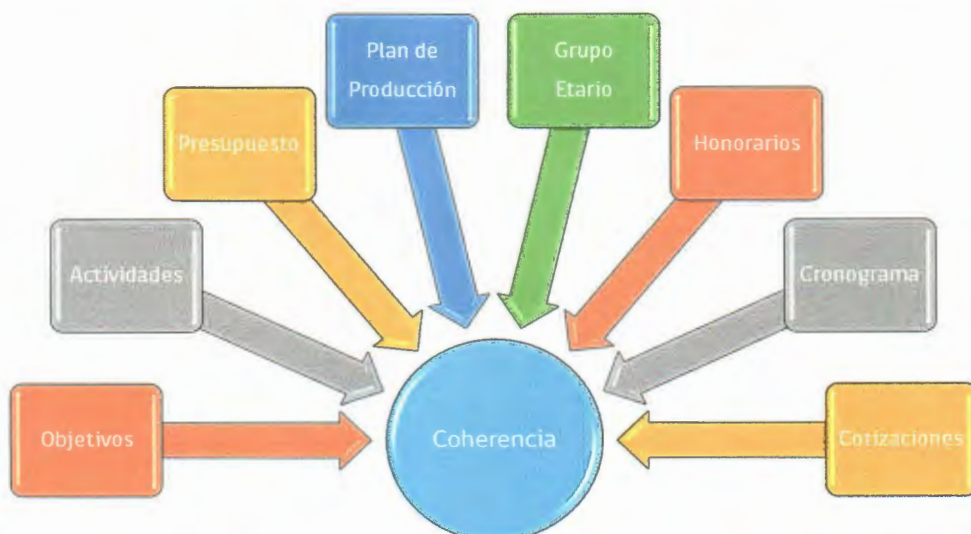 Plan de
Producción
Grupo
Etario
Presupuesto
Honorarios
Actividades
Cronograma
Objetivos
Coherencia
Cotizaciones